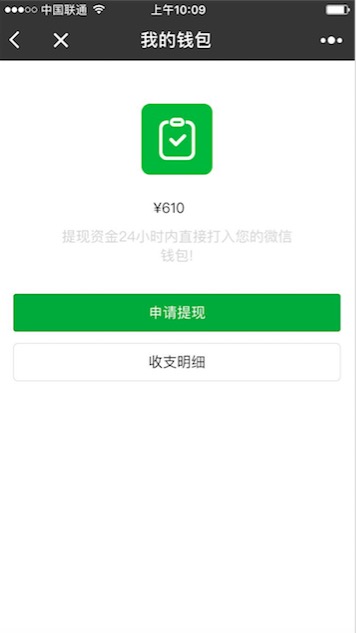 中国联通 上午10:09
我的钱包
¥610
提现资金24小时内直接打入您的微信
钱包!
申请提现
收支明细